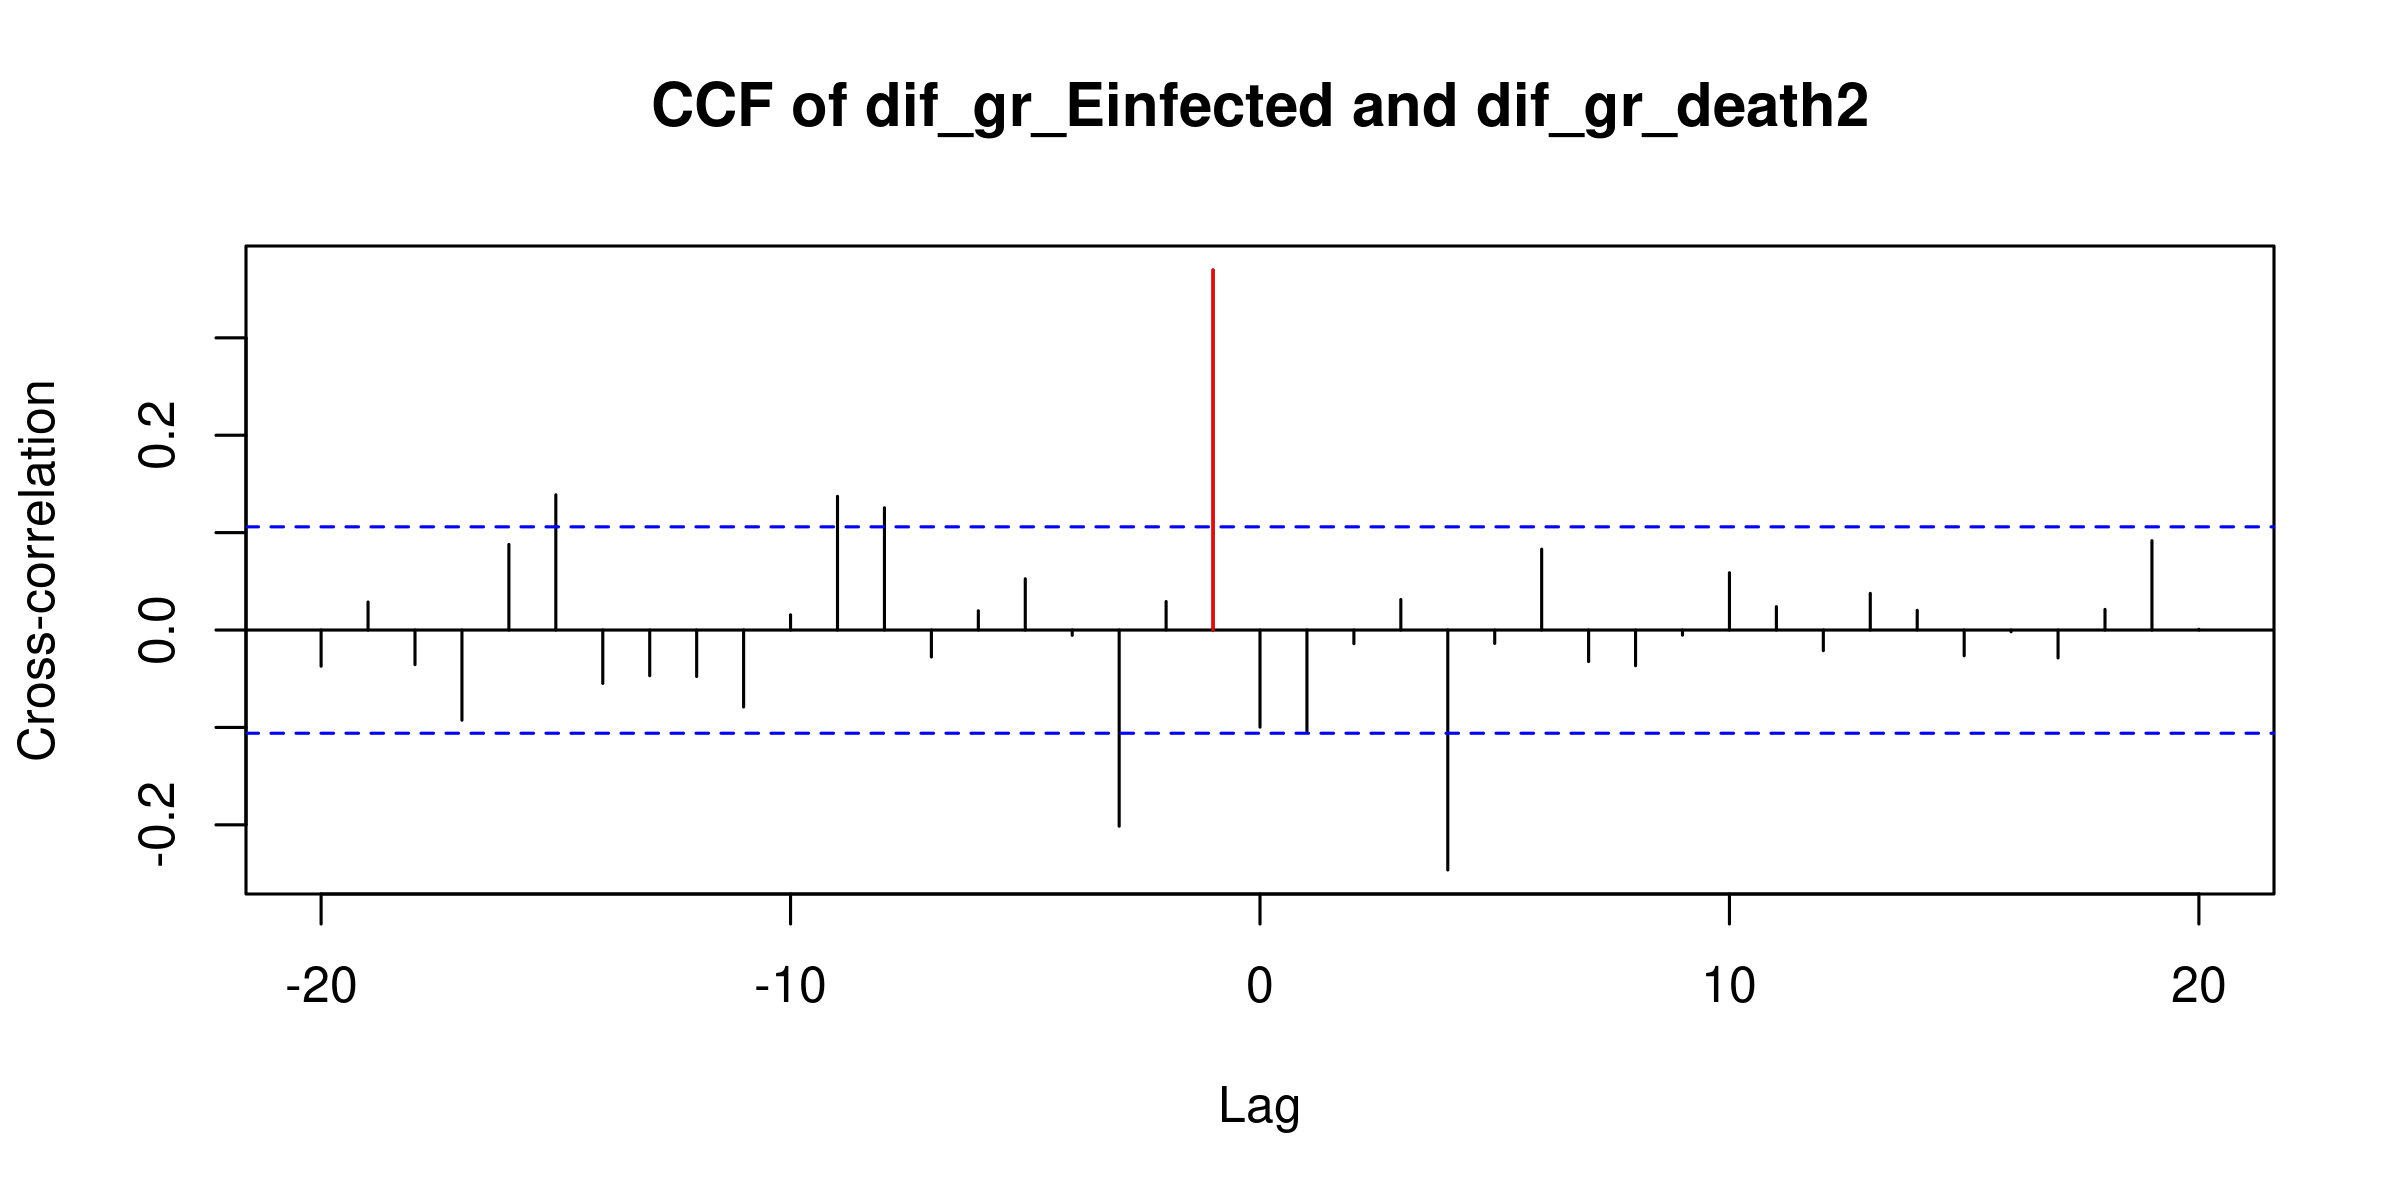 CCF of dif_gr_Einfected and dif_gr_death2
Cross-correlation
0.2
0.0
-0.2
-20 -10 0 10 20
Lag